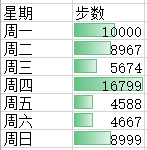 星期 步数
周一 10000
周二 8967
周三 5674
周四 16799
周五 4588
周六 4667
周日 8999